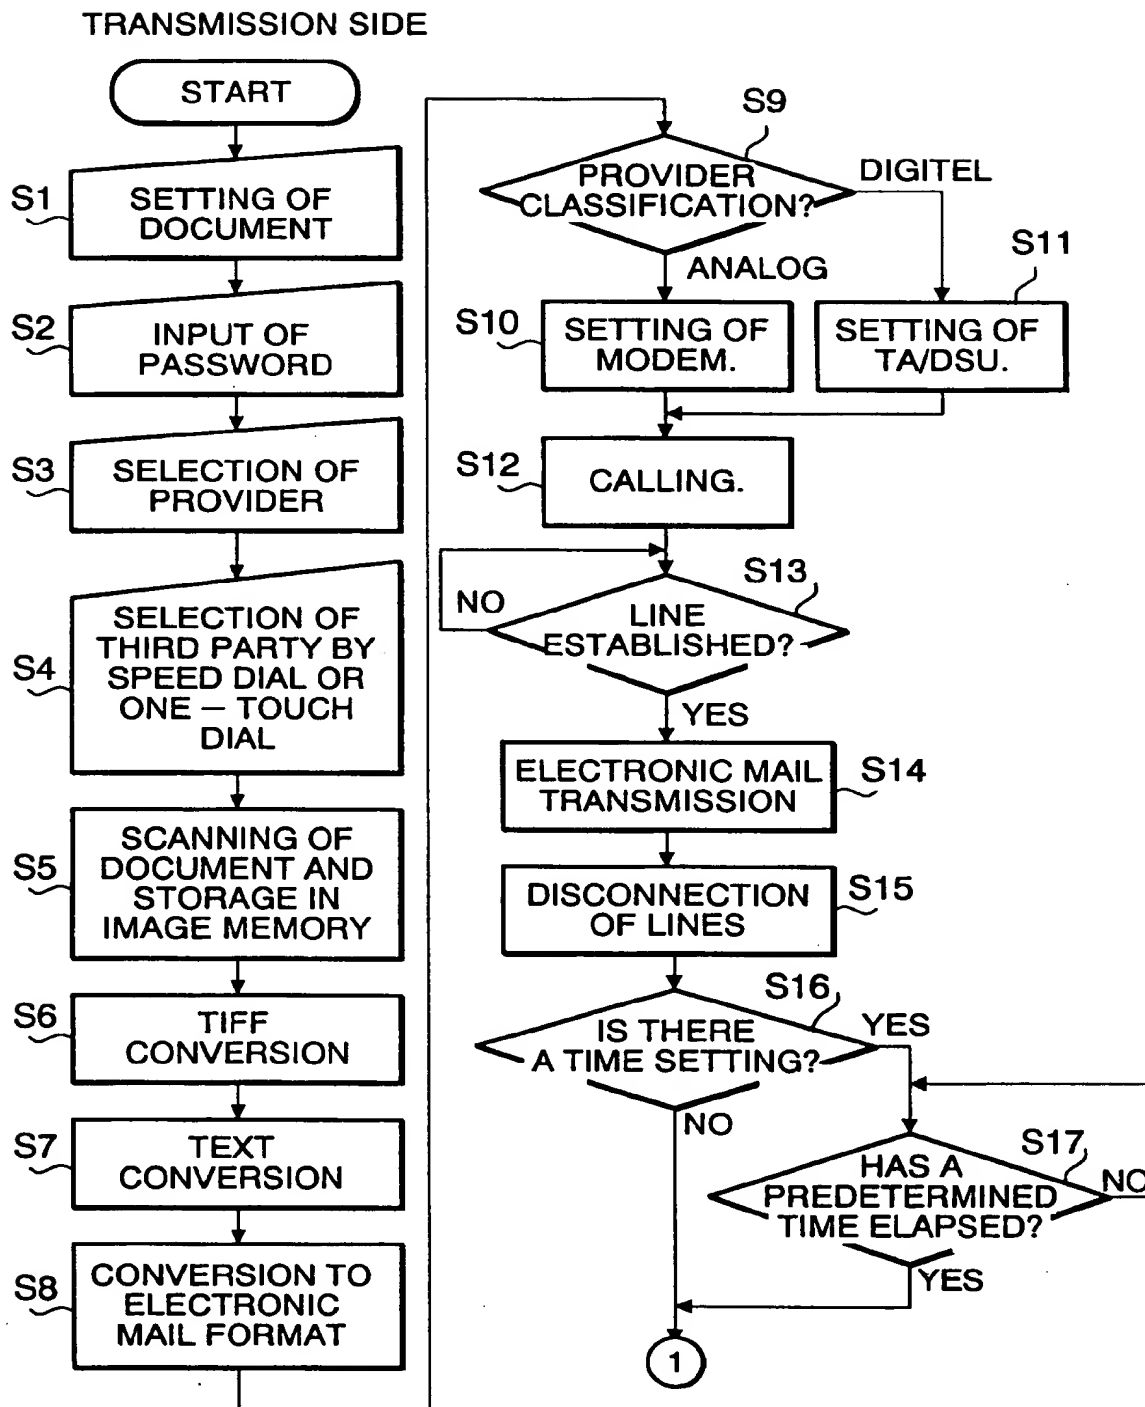 TRANSMISSION SIDE
START
S1
SETTING OF
DOCUMENT
S2
INPUT OF
PASSWORD
S3
SELECTION OF
PROVIDER
S4
SELECTION OF
THIRD PARTY BY
SPEED DIAL OR
ONE – TOUCH
DIAL
S5
SCANNING OF
DOCUMENT AND
STORAGE IN
IMAGE MEMORY
S6
TIFF
CONVERSION
S7
TEXT
CONVERSION
S8
CONVERSION TO
ELECTRONIC
MAIL FORMAT
S9
PROVIDER
CLASSIFICATION?
DIGITEL
ANALOG
S10
SETTING OF
MODEM.
S11
SETTING OF
TA/DSU.
S12
CALLING.
S13
LINE
ESTABLISHED?
NO
YES
ELECTRONIC MAIL
TRANSMISSION
S14
DISCONNECTION
OF LINES
S15
S16
IS THERE
A TIME SETTING?
YES
NO
S17
HAS A
PREDETERMINED
TIME ELAPSED?
NO
YES
1